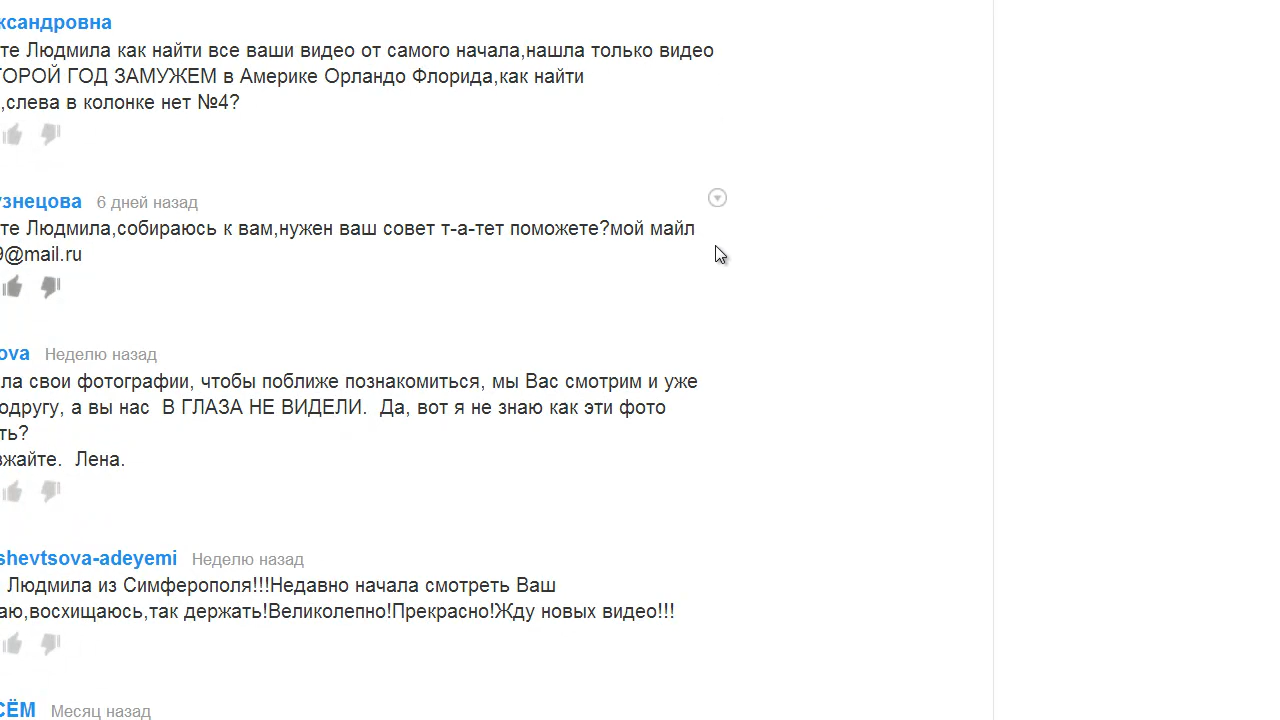 ксандровна
те Людмила как найти все ваши видео от самого начала,нашла только видео
ТОРОЙ ГОД ЗАМУЖЕМ в Америке Орландо Флорида,как найти
,слева в колонке нет №4?
узнецова 6 дней назад
те Людмила,собираюсь к вам,нужен ваш совет т-а-тет поможете?мой майл
9@mail.ru
ova Неделю назад
ла свои фотографии, чтобы поближе познакомиться, мы Вас смотрим и уже
одругу, а вы нас В ГЛАЗА НЕ ВИДЕЛИ. Да, вот я не знаю как эти фото
ть?
зжайте. Лена.
shevtsova-adeyemi Неделю назад
Людмила из Симферополя!!!Недавно начала смотреть Ваш
аю,восхищаюсь,так держать!Великолепно!Прекрасно!Жду новых видео!!!
СЁМ Месяц назад